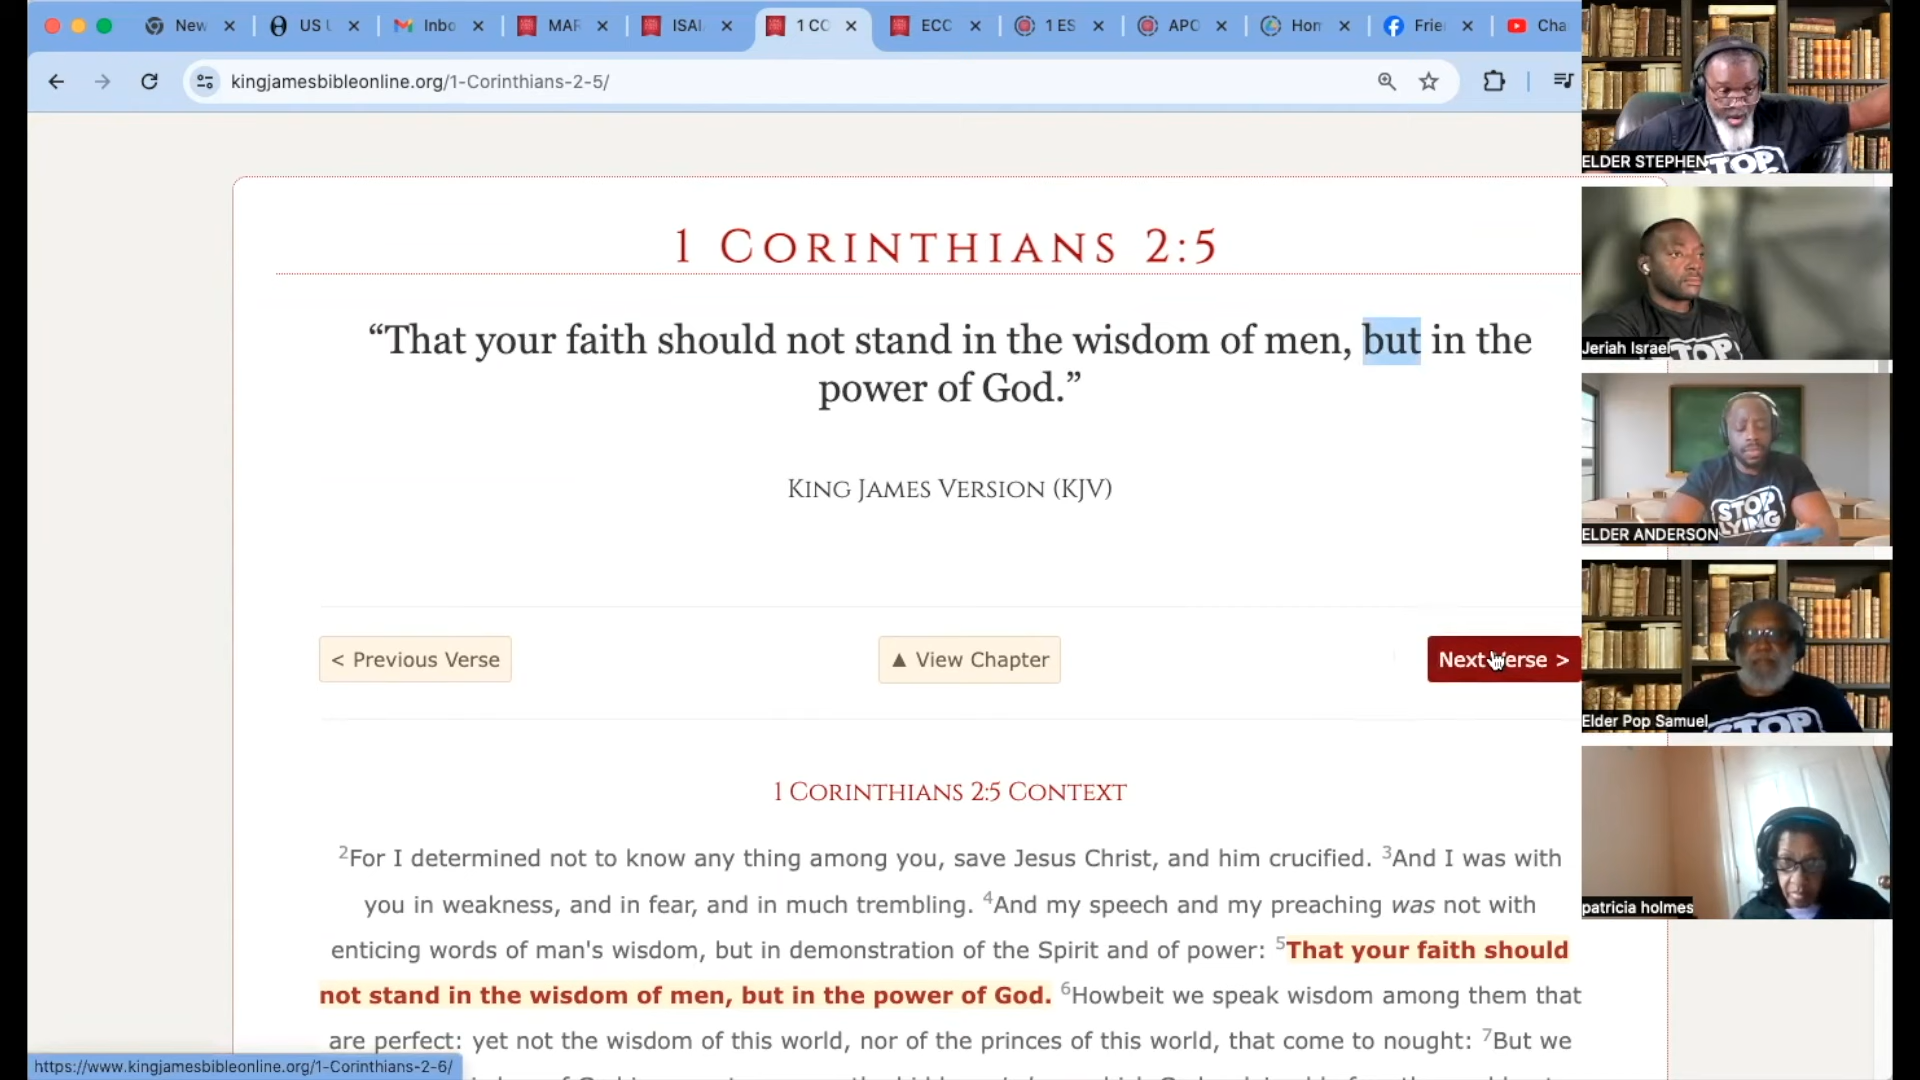 New
US U
Inbo
MAR
ISAI
1 CO
ECC
1 ES
APO
Hom
Frie
Cha
kingjamesbibleonline.org/1-Corinthians-2-5/
1 CORINTHIANS 2:5
“That your faith should not stand in the wisdom of men, but in the
power of God.”
KING JAMES VERSION (KJV)
< Previous Verse
▲ View Chapter
Next Verse >
1 CORINTHIANS 2:5 CONTEXT
2For I determined not to know any thing among you, save Jesus Christ, and him crucified. 3And I was with
you in weakness, and in fear, and in much trembling. 4And my speech and my preaching was not with
enticing words of man's wisdom, but in demonstration of the Spirit and of power: 5That your faith should
not stand in the wisdom of men, but in the power of God. 6Howbeit we speak wisdom among them that
are perfect: yet not the wisdom of this world, nor of the princes of this world, that come to nought: 7But we
https://www.kingjamesbibleonline.org/1-Corinthians-2-6/
ELDER STEPHEN
STOP
Jeriah Israel
STOP
STOP
LYING
ELDER ANDERSON
Elder Pop Samuel
STOP
patricia holmes